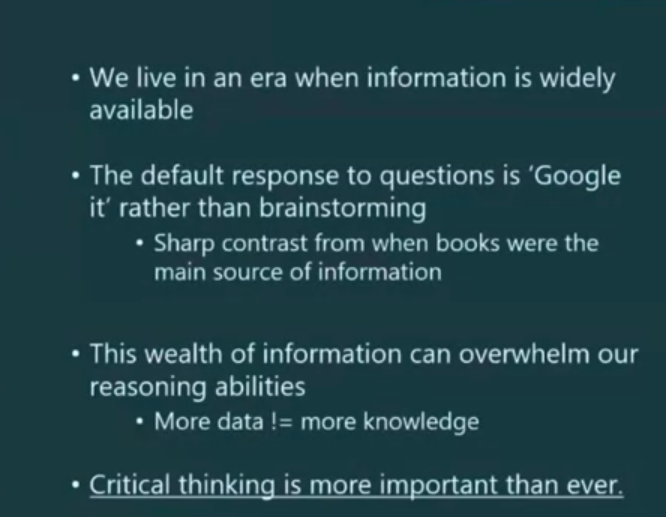 • We live in an era when information is widely
available
• The default response to questions is 'Google
it' rather than brainstorming
• Sharp contrast from when books were the
main source of information
• This wealth of information can overwhelm our
reasoning abilities
• More data != more knowledge
• Critical thinking is more important than ever.